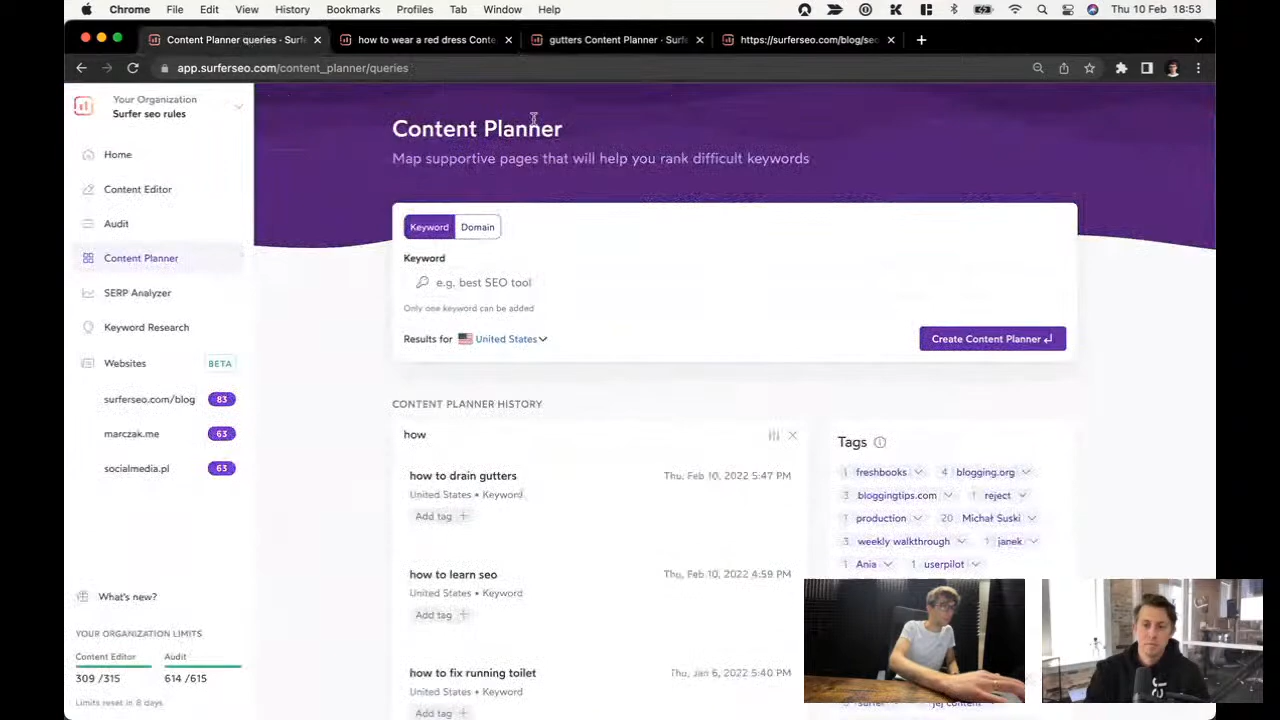 Chrome File Edit View History Bookmarks Profiles Tab Window Help Thu 10 Feb 18:53
Content Planner queries - Surfe how to wear a red dress Conte gutters Content Planner · Surfe https://surferseo.com/blog/seo
app.surferseo.com/content_planner/queries
Your Organization
Surfer seo rules
Home
Content Editor
Audit
Content Planner
SERP Analyzer
Keyword Research
Websites BETA
surferseo.com/blog 83
marczak.me 63
socialmedia.pl 63
What's new?
YOUR ORGANIZATION LIMITS
Content Editor Audit
309 /315 614 /615
Limits reset in 8 days
Content Planner
Map supportive pages that will help you rank difficult keywords
Keyword Domain
Keyword
e.g. best SEO tool
Only one keyword can be added
Results for United States
Create Content Planner
CONTENT PLANNER HISTORY
how
how to drain gutters Thu, Feb 10, 2022 5:47 PM
United States • Keyword
Add tag +
how to learn seo Thu, Feb 10, 2022 4:59 PM
United States • Keyword
Add tag +
how to fix running toilet Thu, Jan 6, 2022 5:40 PM
United States • Keyword
Add tag +
Tags
1 freshbooks 4 blogging.org
3 bloggingtips.com 1 reject
production 20 Michał Suski
3 weekly walkthrough 1 janek
1 Ania 1 userpilot
surfer jej content